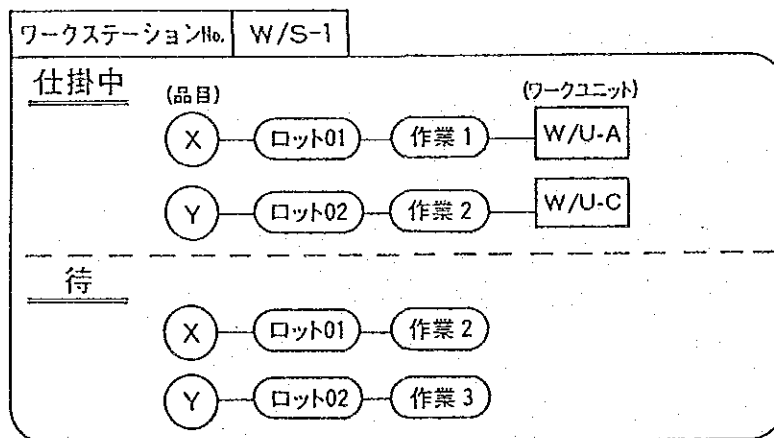 ワークステーションNo. W/S-1
仕掛中
(品目) (ワークユニット)
X ロット01 作業1 W/U-A
Y ロット02 作業2 W/U-C
待
X ロット01 作業2
Y ロット02 作業3